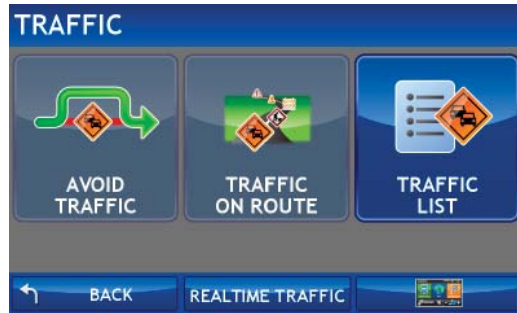 TRAFFIC
AVOID
TRAFFIC
TRAFFIC
ON ROUTE
TRAFFIC
LIST
BACK
REALTIME TRAFFIC